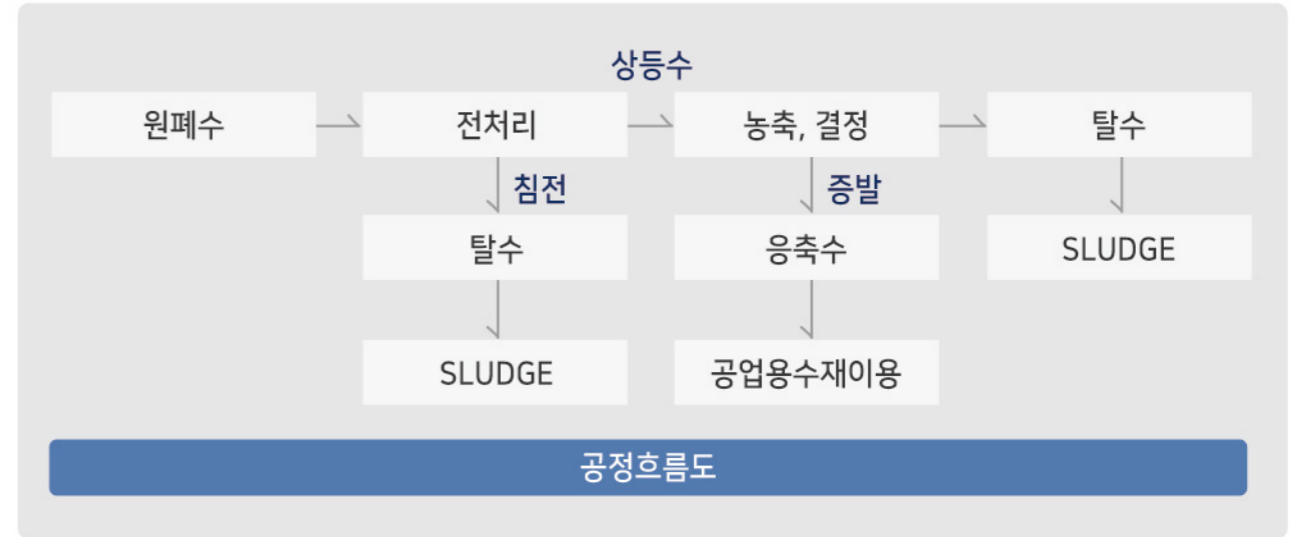 상등수
원폐수
전처리
농축, 결정
탈수
침전
증발
탈수
응축수
SLUDGE
SLUDGE
공업용수재이용
공정흐름도